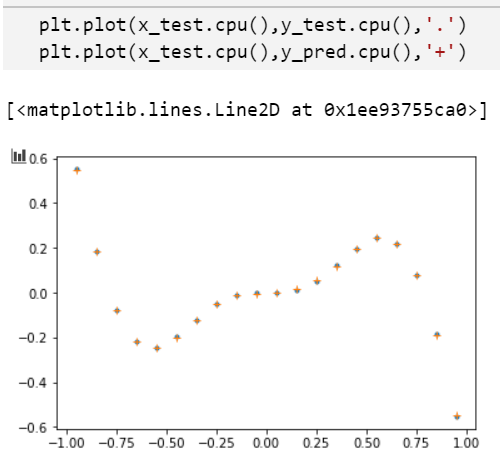 plt.plot(x_test.cpu(),y_test.cpu(),'.')
plt.plot(x_test.cpu(),y_pred.cpu(),'+')
[<matplotlib.lines.Line2D at 0x1ee93755ca0>]
0.6
0.4
0.2
0.0
−0.2
−0.4
−0.6
−1.00 −0.75 −0.50 −0.25 0.00 0.25 0.50 0.75 1.00